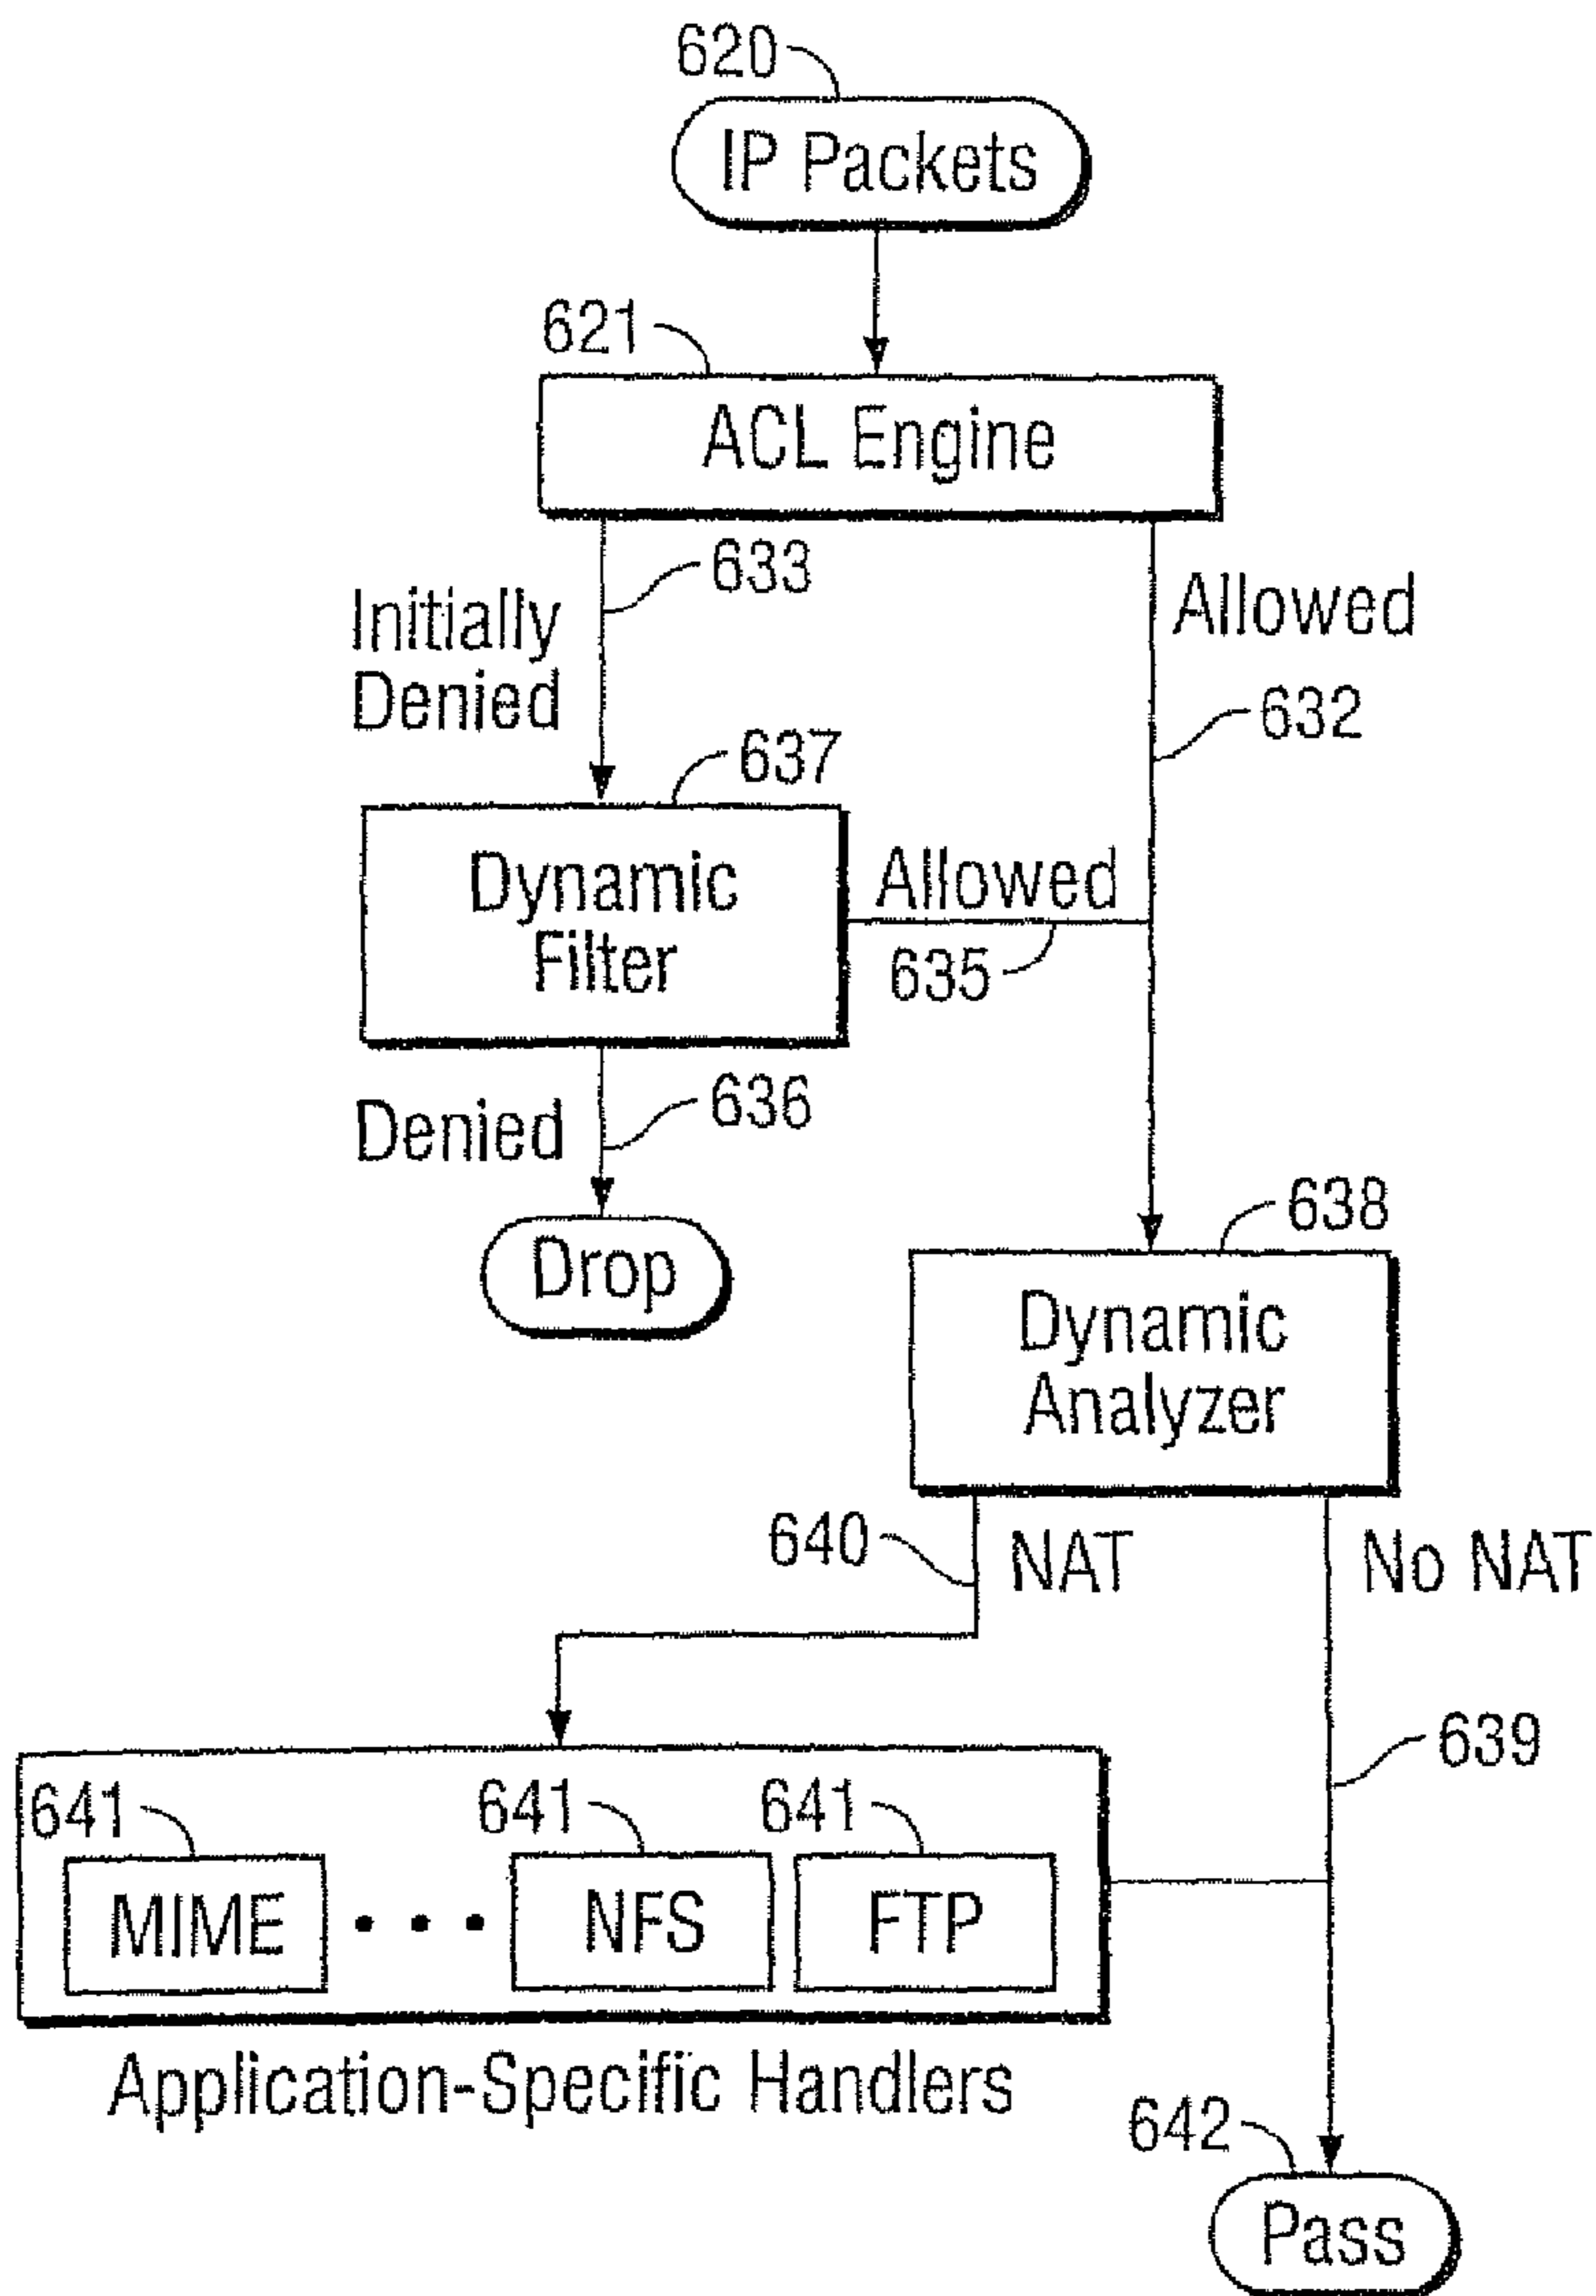 620
IP Packets
621
ACL Engine
633
Initially
Denied
Allowed
632
637
Dynamic
Filter
Allowed
635
Denied
636
Drop
638
Dynamic
Analyzer
640
NAT
No NAT
639
641
641
641
MIME • • • NFS
FTP
Application-Specific Handlers
642
Pass